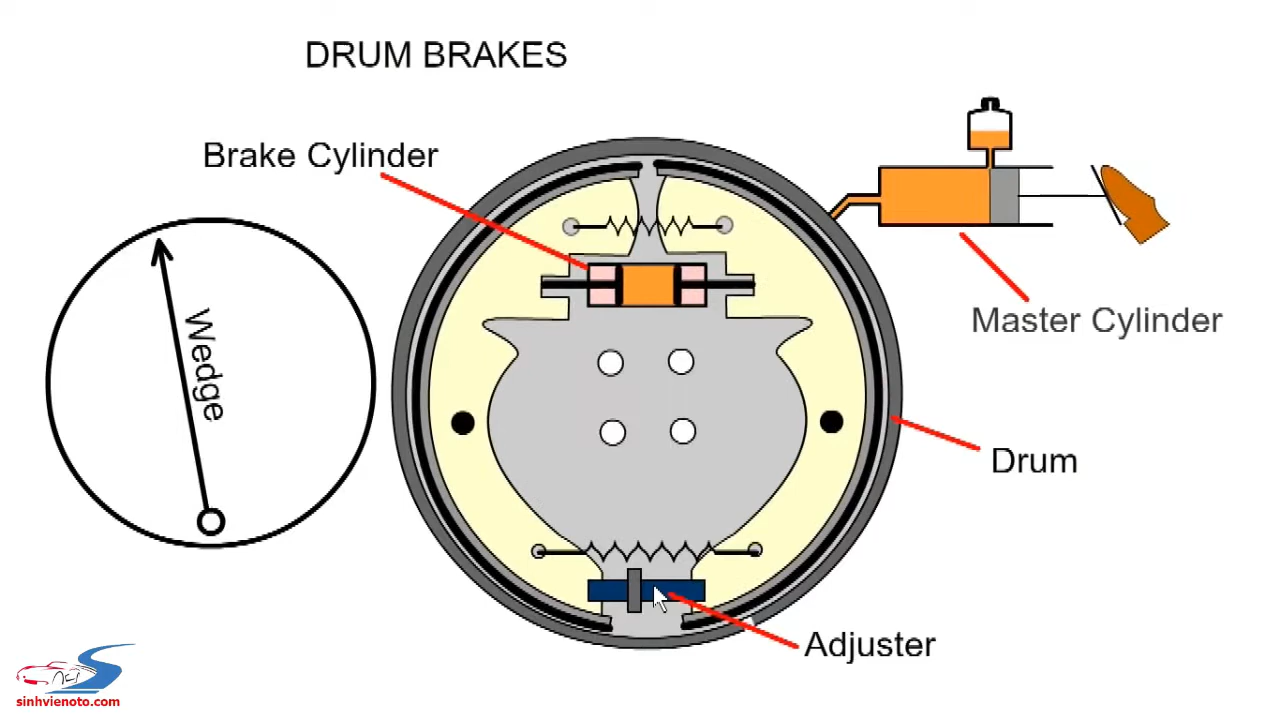 DRUM BRAKES
Brake Cylinder
Wedge
Master Cylinder
Drum
Adjuster
sinhvienoto.com